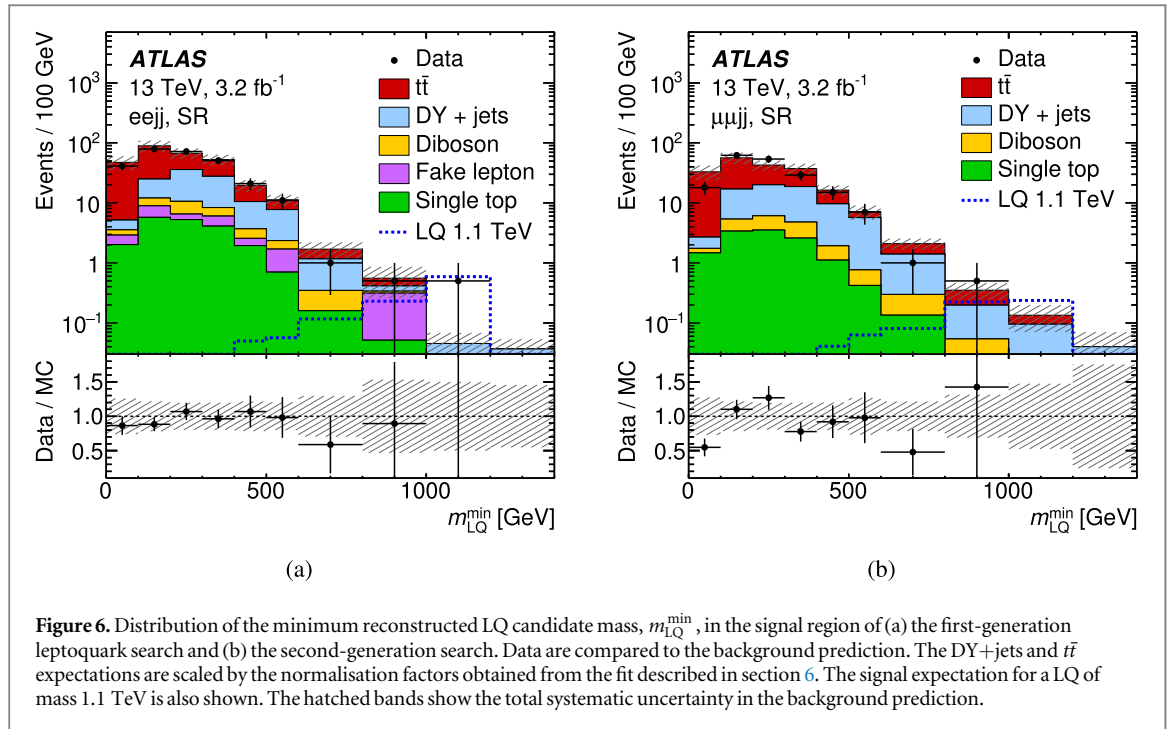 ATLAS
13 TeV, 3.2 fb⁻¹
eejj, SR
Data
tt̄
DY + jets
Diboson
Fake lepton
Single top
LQ 1.1 TeV
Events / 100 GeV
10³
10²
10
1
10⁻¹
Data / MC
1.5
1.0
0.5
0 500 1000
m_LQ^min [GeV]
(a)
ATLAS
13 TeV, 3.2 fb⁻¹
μμjj, SR
Data
tt̄
DY + jets
Diboson
Single top
LQ 1.1 TeV
Events / 100 GeV
10³
10²
10
1
10⁻¹
Data / MC
1.5
1.0
0.5
0 500 1000
m_LQ^min [GeV]
(b)
Figure 6. Distribution of the minimum reconstructed LQ candidate mass, m_LQ^min, in the signal region of (a) the first-generation
leptoquark search and (b) the second-generation search. Data are compared to the background prediction. The DY+jets and tt̄
expectations are scaled by the normalisation factors obtained from the fit described in section 6. The signal expectation for a LQ of
mass 1.1 TeV is also shown. The hatched bands show the total systematic uncertainty in the background prediction.